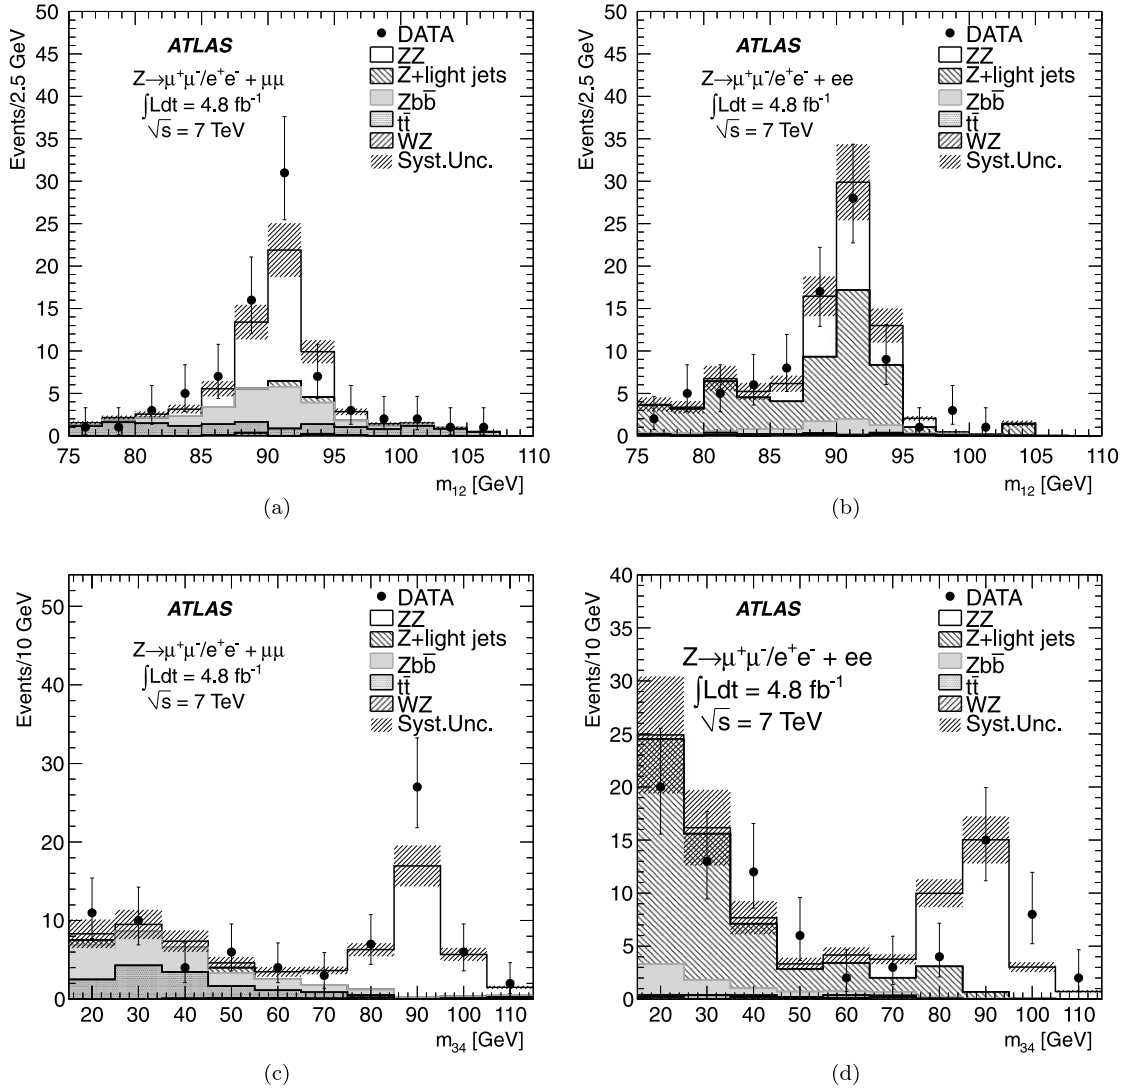 50
45
40
35
30
25
20
15
10
5
0
Events/2.5 GeV
ATLAS
Z→μ⁺μ⁻/e⁺e⁻ + μμ
∫Ldt = 4.8 fb⁻¹
√s = 7 TeV
DATA
ZZ
Z+light jets
Zbb̄
tt̄
WZ
Syst.Unc.
75 80 85 90 95 100 105 110
m₁₂ [GeV]
(a)
50
45
40
35
30
25
20
15
10
5
0
Events/2.5 GeV
ATLAS
Z→μ⁺μ⁻/e⁺e⁻ + ee
∫Ldt = 4.8 fb⁻¹
√s = 7 TeV
DATA
ZZ
Z+light jets
Zbb̄
tt̄
WZ
Syst.Unc.
75 80 85 90 95 100 105 110
m₁₂ [GeV]
(b)
50
40
30
20
10
0
Events/10 GeV
ATLAS
Z→μ⁺μ⁻/e⁺e⁻ + μμ
∫Ldt = 4.8 fb⁻¹
√s = 7 TeV
DATA
ZZ
Z+light jets
Zbb̄
tt̄
WZ
Syst.Unc.
20 30 40 50 60 70 80 90 100 110
m₃₄ [GeV]
(c)
40
35
30
25
20
15
10
5
0
Events/10 GeV
ATLAS
Z→μ⁺μ⁻/e⁺e⁻ + ee
∫Ldt = 4.8 fb⁻¹
√s = 7 TeV
DATA
ZZ
Z+light jets
Zbb̄
tt̄
WZ
Syst.Unc.
20 30 40 50 60 70 80 90 100 110
m₃₄ [GeV]
(d)